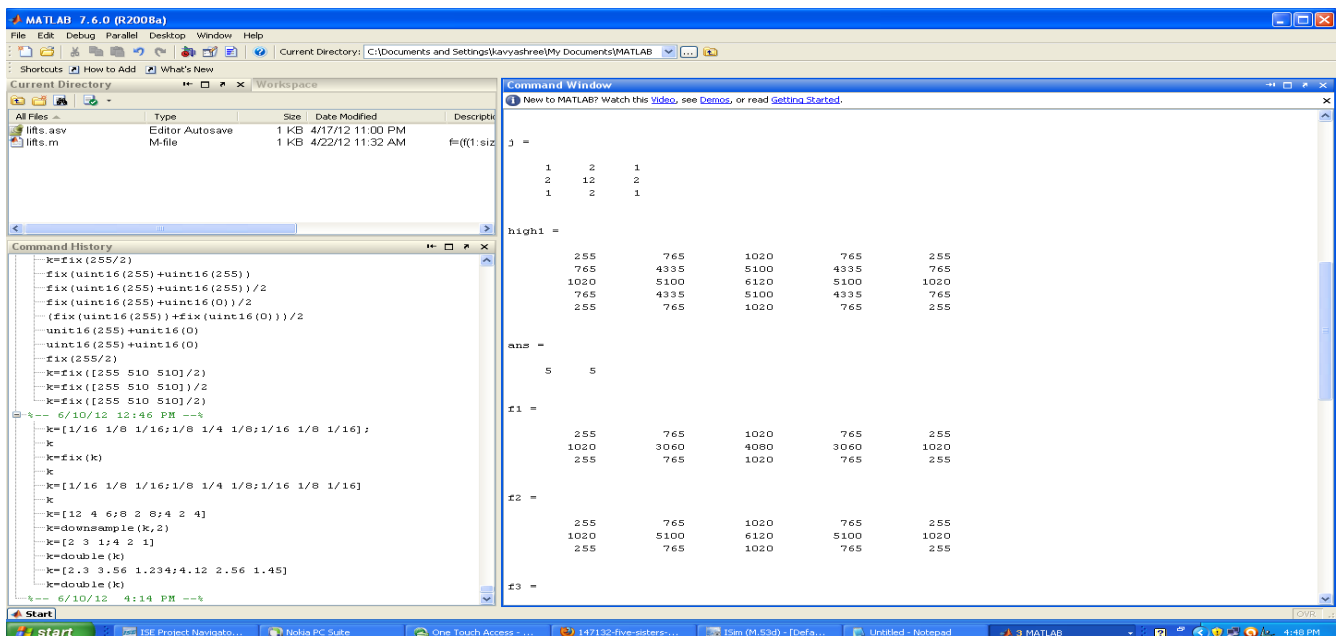 MATLAB 7.6.0 (R2008a)
File Edit Debug Parallel Desktop Window Help
Current Directory: C:\Documents and Settings\kavyashree\My Documents\MATLAB
Shortcuts How to Add What's New
Current Directory Workspace
All Files Type Size Date Modified Descriptic
lifts.asv Editor Autosave 1 KB 4/17/12 11:00 PM
lifts.m M-file 1 KB 4/22/12 11:32 AM f=(f(1:siz
Command History
k=fix(255/2)
fix(uint16(255)+uint16(255))
fix(uint16(255)+uint16(255))/2
fix(uint16(255)+uint16(0))/2
(fix(uint16(255))+fix(uint16(0)))/2
unit16(255)+unit16(0)
uint16(255)+uint16(0)
fix(255/2)
k=fix([255 510 510]/2)
k=fix([255 510 510])/2
k=fix([255 510 510]/2)
%-- 6/10/12 12:46 PM --%
k=[1/16 1/8 1/16;1/8 1/4 1/8;1/16 1/8 1/16];
k
k=fix(k)
k
k=[1/16 1/8 1/16;1/8 1/4 1/8;1/16 1/8 1/16]
k
k=[12 4 6;8 2 8;4 2 4]
k=downsample(k,2)
k=[2 3 1;4 2 1]
k=double(k)
k=[2.3 3.56 1.234;4.12 2.56 1.45]
k=double(k)
%-- 6/10/12 4:14 PM --%
Command Window
New to MATLAB? Watch this Video, see Demos, or read Getting Started.
j =
1 2 1
2 12 2
1 2 1
high1 =
255 765 1020 765 255
765 4335 5100 4335 765
1020 5100 6120 5100 1020
765 4335 5100 4335 765
255 765 1020 765 255
ans =
5 5
f1 =
255 765 1020 765 255
1020 3060 4080 3060 1020
255 765 1020 765 255
f2 =
255 765 1020 765 255
1020 5100 6120 5100 1020
255 765 1020 765 255
f3 =
Start OVR
start ISE Project Navigato... Nokia PC Suite One Touch Access - ... 147132-five-sisters-... ISim (M.53d) - [Defa... Untitled - Notepad 3 MATLAB 4:48 PM